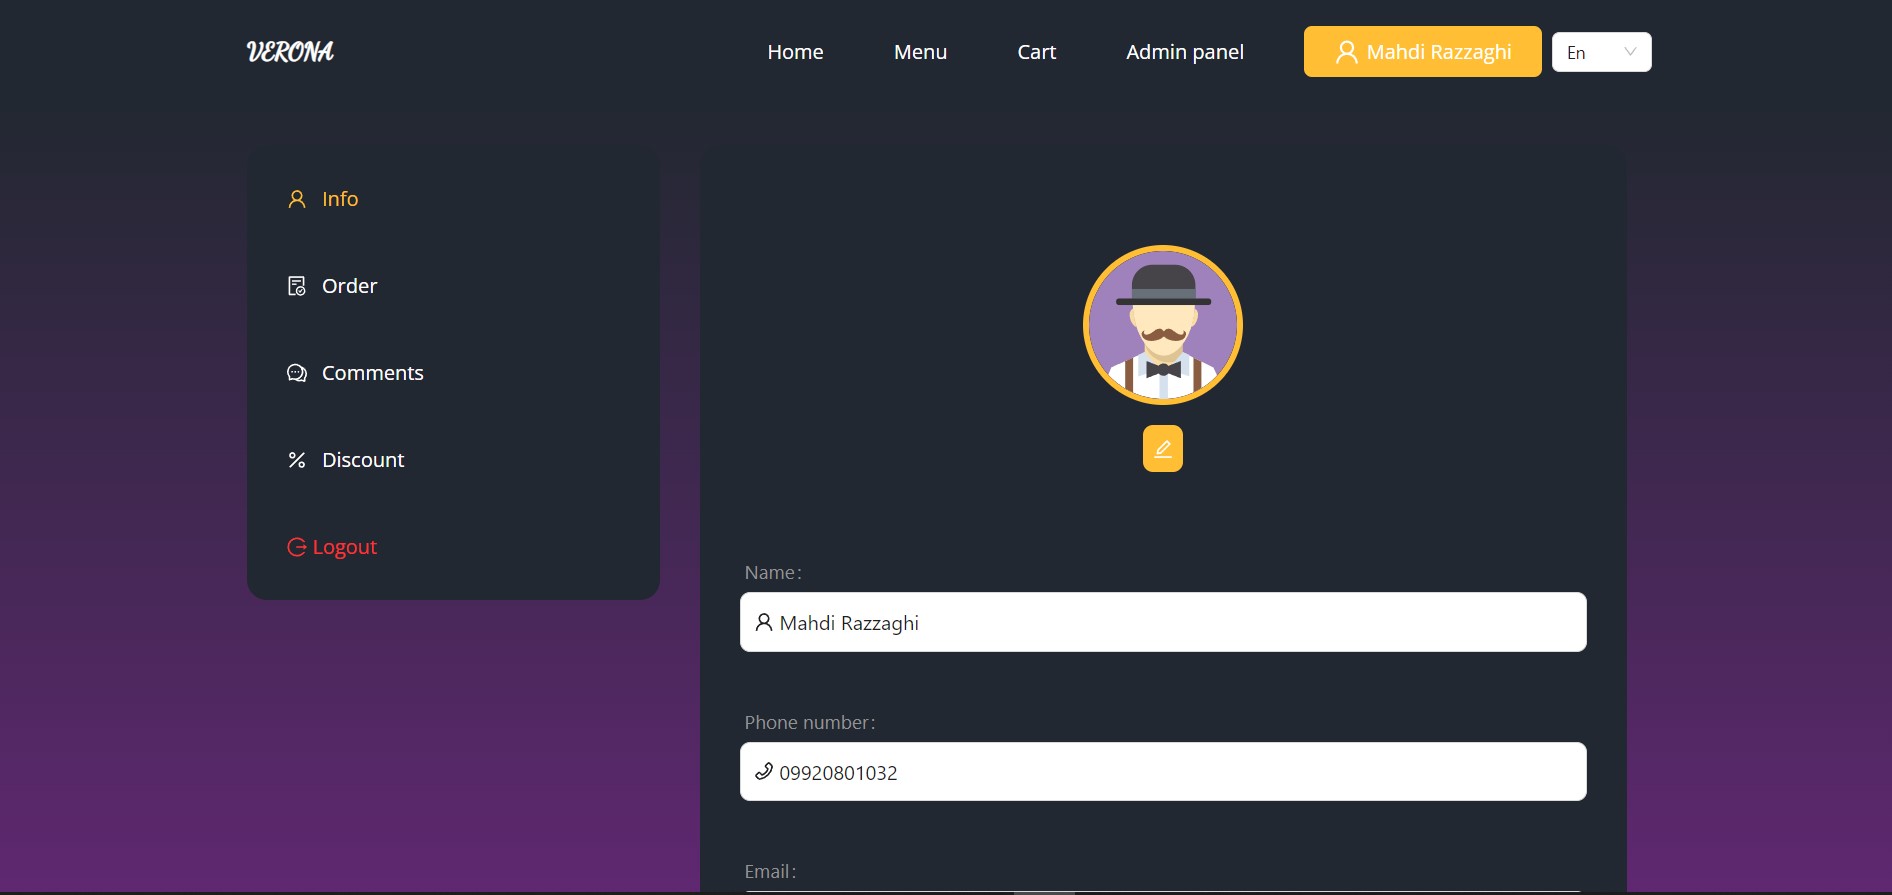 VERONA
Home
Menu
Cart
Admin panel
Mahdi Razzaghi
En
Info
Order
Comments
Discount
Logout
Name:
Mahdi Razzaghi
Phone number:
09920801032
Email: